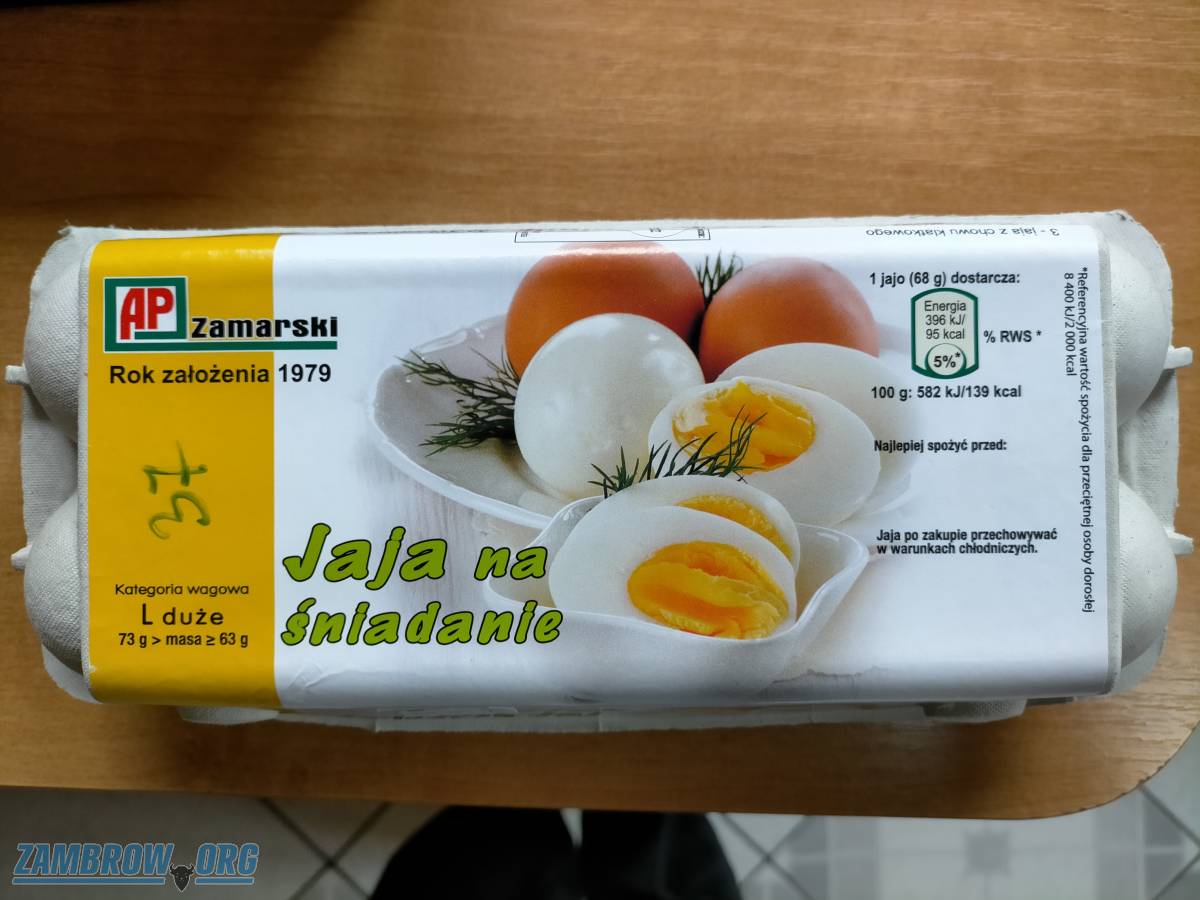 3 - jaja z chowu klatkowego
AP Zamarski
Rok założenia 1979
37
Kategoria wagowa
L duże
73 g > masa ≥ 63 g
Jaja na
śniadanie
1 jajo (68 g) dostarcza:
Energia
396 kJ/
95 kcal
5%*
% RWS *
100 g: 582 kJ/139 kcal
Najlepiej spożyć przed:
Jaja po zakupie przechowywać
w warunkach chłodniczych.
*Referencyjna wartość spożycia dla przeciętnej osoby dorosłej
8 400 kJ/2 000 kcal
ZAMBROW.ORG